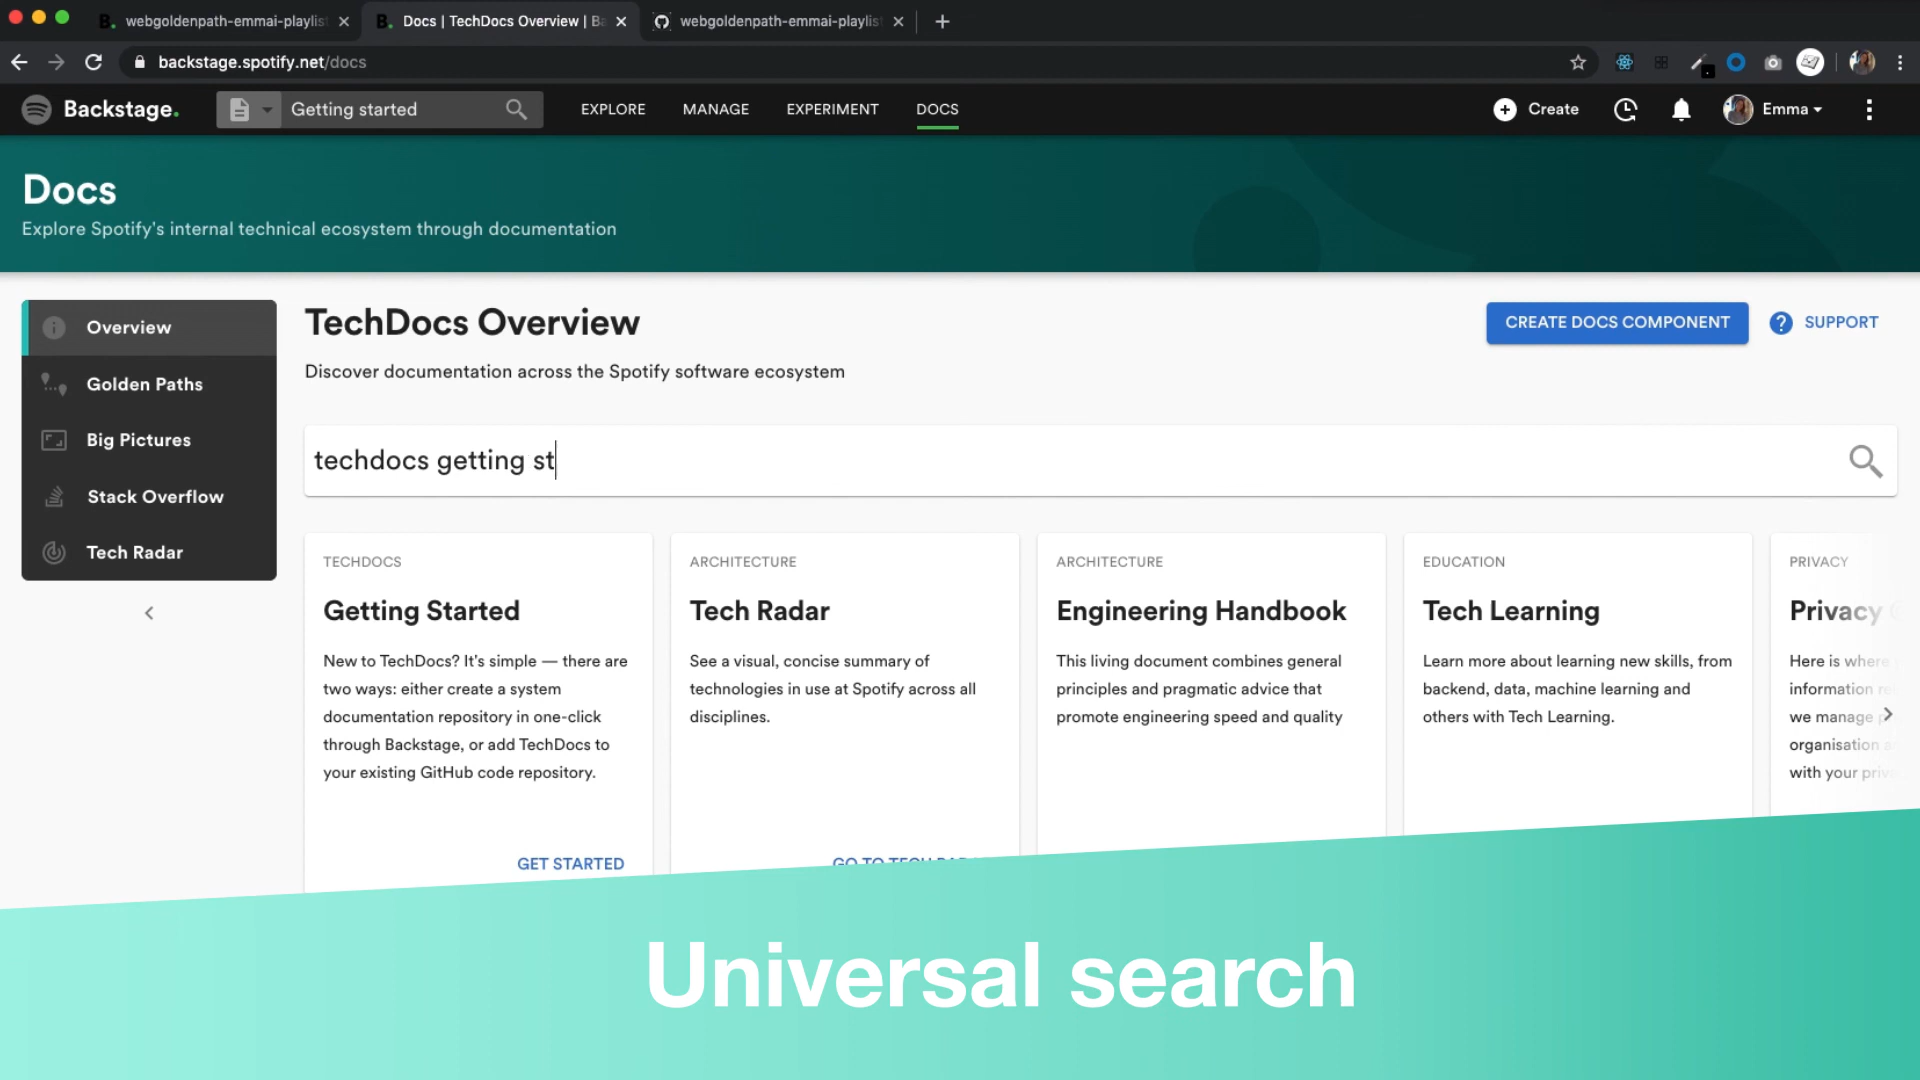 webgoldenpath-emmai-playlis
Docs | TechDocs Overview | Ba
webgoldenpath-emmai-playlis
backstage.spotify.net/docs
Backstage.
Getting started
EXPLORE
MANAGE
EXPERIMENT
DOCS
Create
Emma
Docs
Explore Spotify's internal technical ecosystem through documentation
Overview
Golden Paths
Big Pictures
Stack Overflow
Tech Radar
TechDocs Overview
CREATE DOCS COMPONENT
SUPPORT
Discover documentation across the Spotify software ecosystem
techdocs getting st
TECHDOCS
Getting Started
New to TechDocs? It's simple — there are
two ways: either create a system
documentation repository in one-click
through Backstage, or add TechDocs to
your existing GitHub code repository.
GET STARTED
ARCHITECTURE
Tech Radar
See a visual, concise summary of
technologies in use at Spotify across all
disciplines.
GO TO TECH RADAR
ARCHITECTURE
Engineering Handbook
This living document combines general
principles and pragmatic advice that
promote engineering speed and quality
EDUCATION
Tech Learning
Learn more about learning new skills, from
backend, data, machine learning and
others with Tech Learning.
PRIVACY
Privacy
Here is where
information
we manage
organisation
with your
Universal search